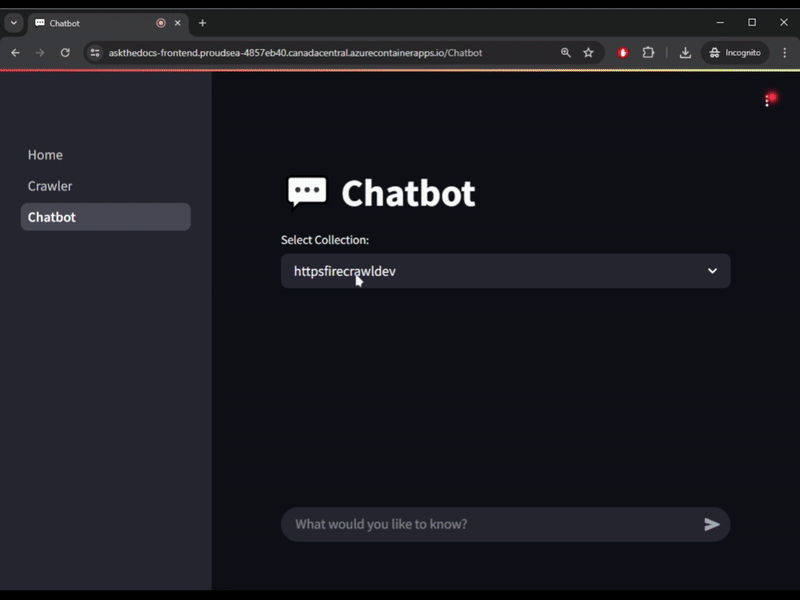 Chatbot
askthedocs-frontend.proudsea-4857eb40.canadacentral.azurecontainerapps.io/Chatbot
Incognito
Home
Crawler
Chatbot
Chatbot
Select Collection:
httpsfirecrawldev
What would you like to know?